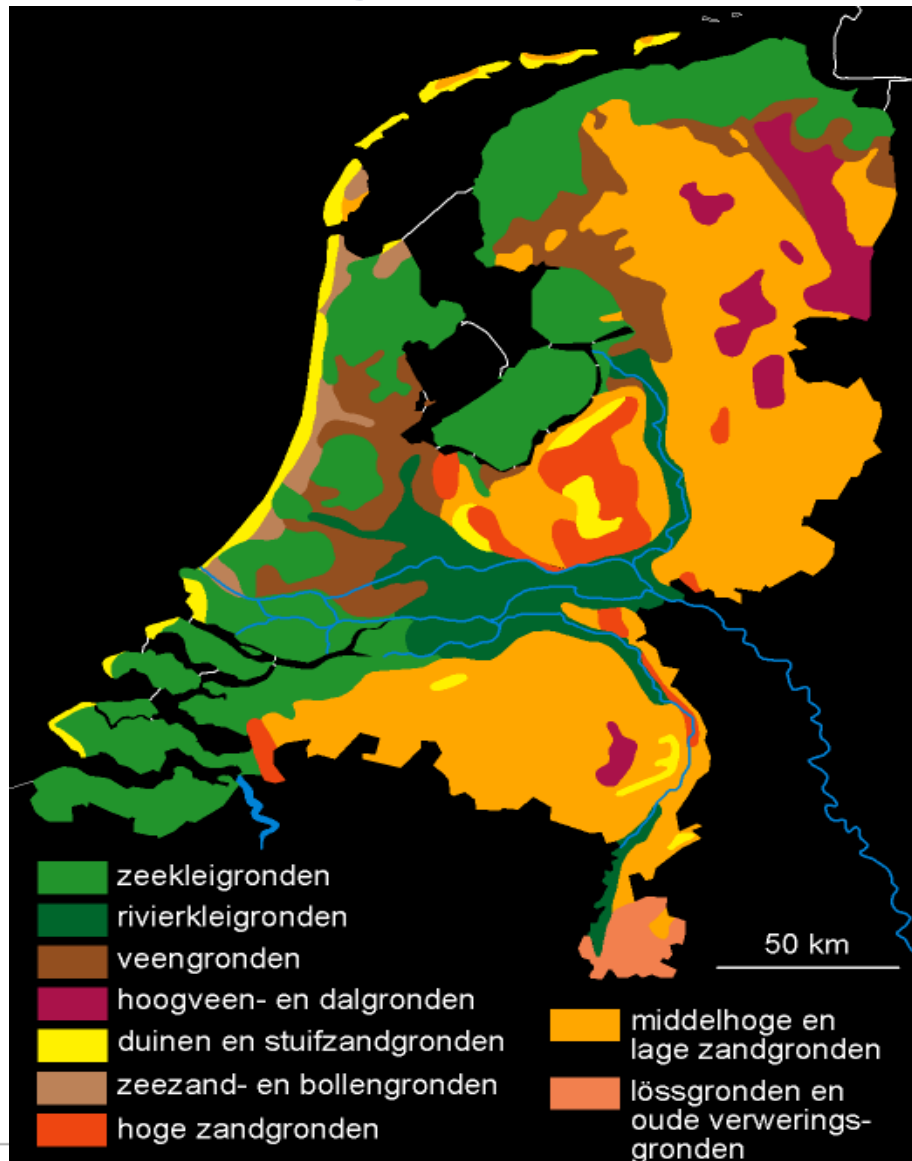 zeekleigronden
rivierkleigronden
veengronden
hoogveen- en dalgronden
duinen en stuifzandgronden
zeezand- en bollengronden
hoge zandgronden
50 km
middelhoge en
lage zandgronden
lössgronden en
oude verwerings-
gronden